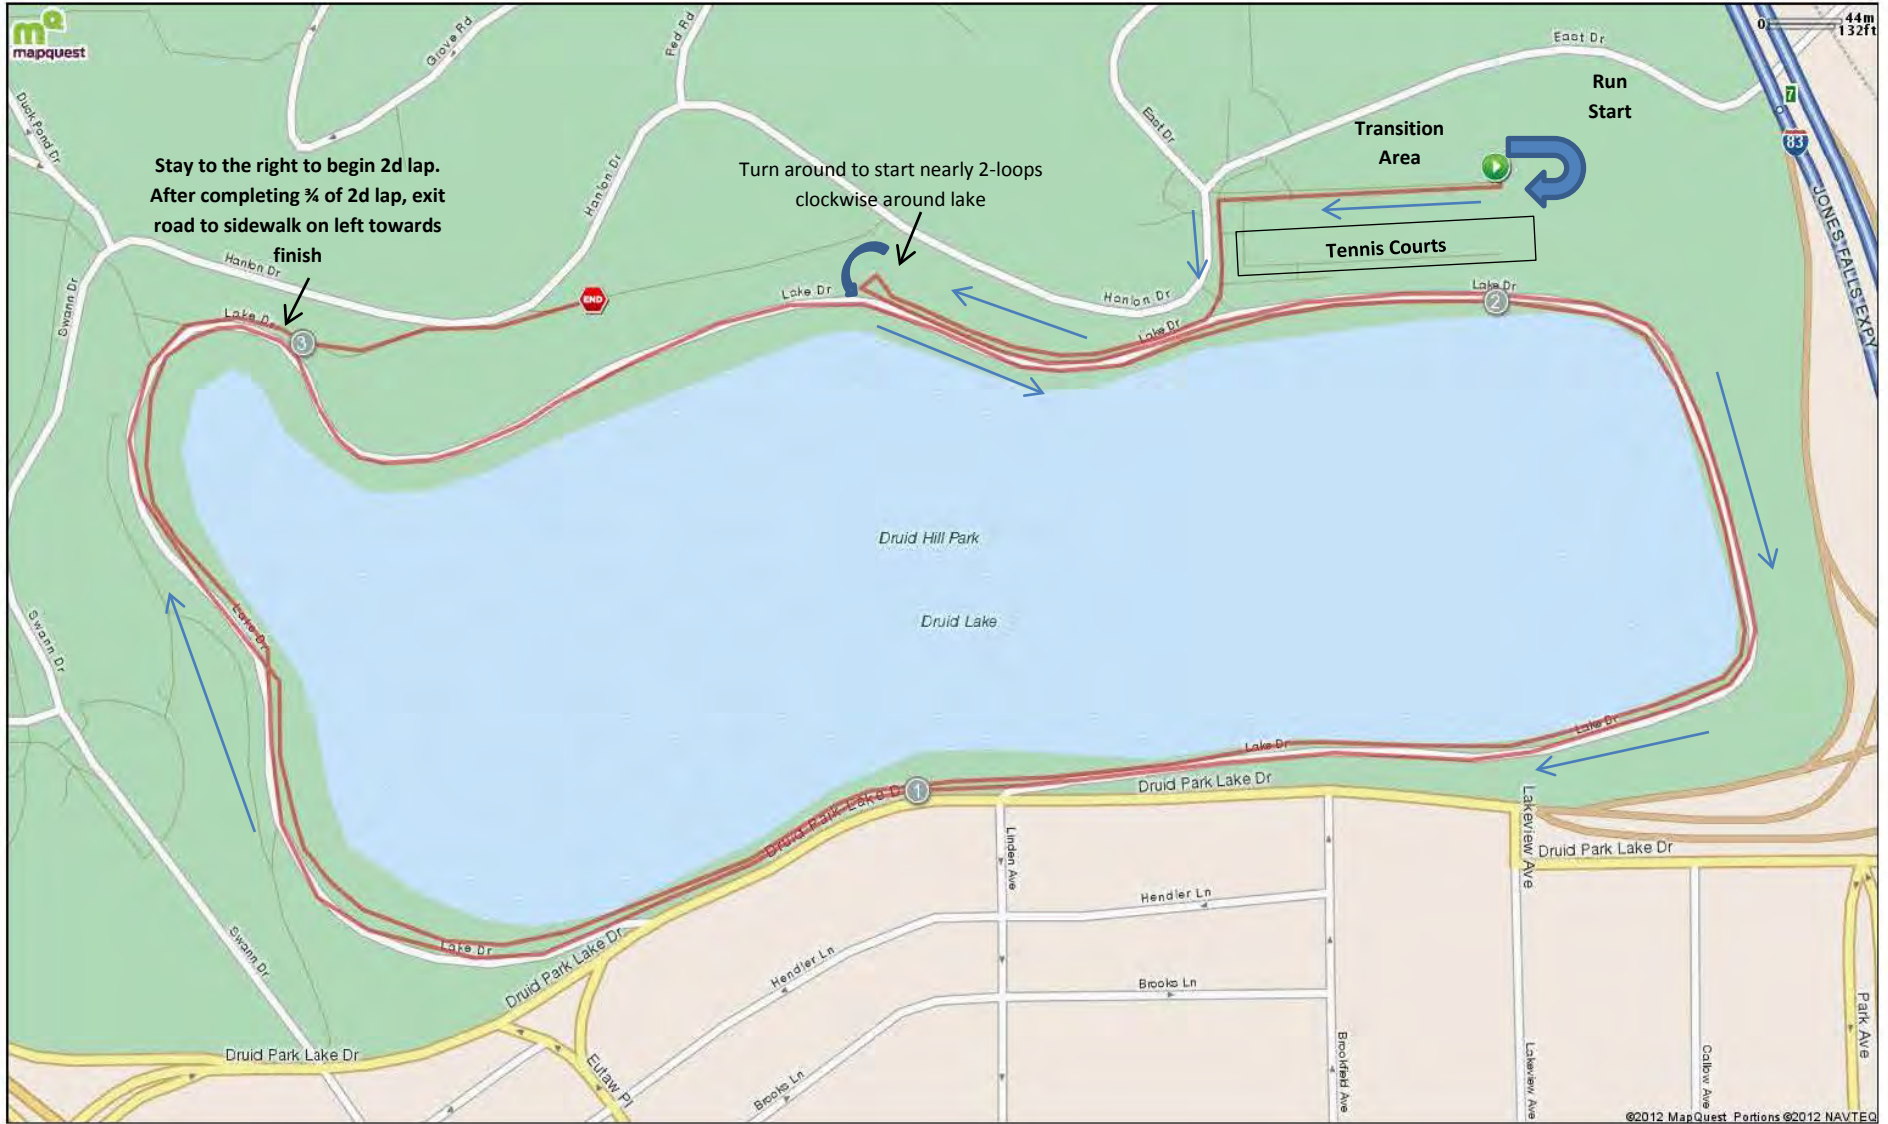 mapquest
0 44m
132ft
Grove Rd
Red Rd
East Dr
Run
Start
7
83
Duck Pond Dr
East Dr
Transition
Area
Stay to the right to begin 2d lap.
After completing ¾ of 2d lap, exit
road to sidewalk on left towards
finish
Turn around to start nearly 2-loops
clockwise around lake
Hanlon Dr
JONES FALLS EXPY
Tennis Courts
Hanlon Dr
Swann Dr
END
Lake Dr
Hanlon Dr
Lake Dr
2
Lake Dr
3
Lake Dr
Druid Hill Park
Druid Lake
Lake Dr
Swann Dr
Lake Dr
Lake Dr
Druid Park Lake Dr
1
Druid Park Lake D
Lakeview Ave
Druid Park Lake Dr
Linden Ave
Hendler Ln
Lake Dr
Swann Dr
Druid Park Lake Dr
Hendler Ln
Brooks Ln
Park Ave
Druid Park Lake Dr
Eutaw Pl
Brooks Ln
Brookfield Ave
Lakeview Ave
Callow Ave
©2012 MapQuest Portions ©2012 NAVTEQ